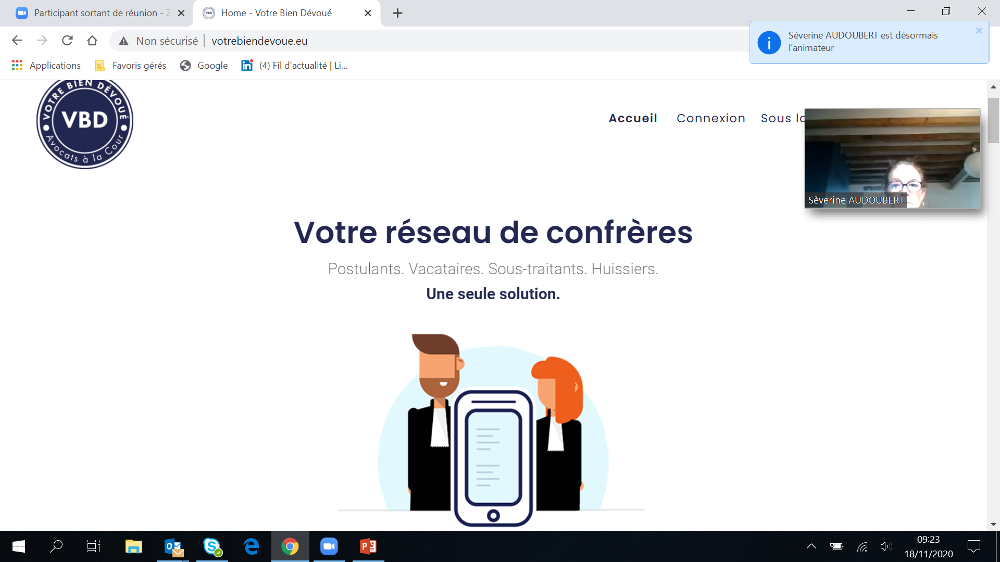 Participant sortant de réunion - Z
Home - Votre Bien Dévoué
Non sécurisé
votrebiendevoue.eu
Sèverine AUDOUBERT est désormais
l'animateur
Applications
Favoris gérés
Google
(4) Fil d'actualité | Li...
VOTRE BIEN DÉVOUÉ
VBD
Avocats à la Cour
Accueil
Connexion
Sous la
Sèverine AUDOUBERT
Votre réseau de confrères
Postulants. Vacataires. Sous-traitants. Huissiers.
Une seule solution.
09:23
18/11/2020